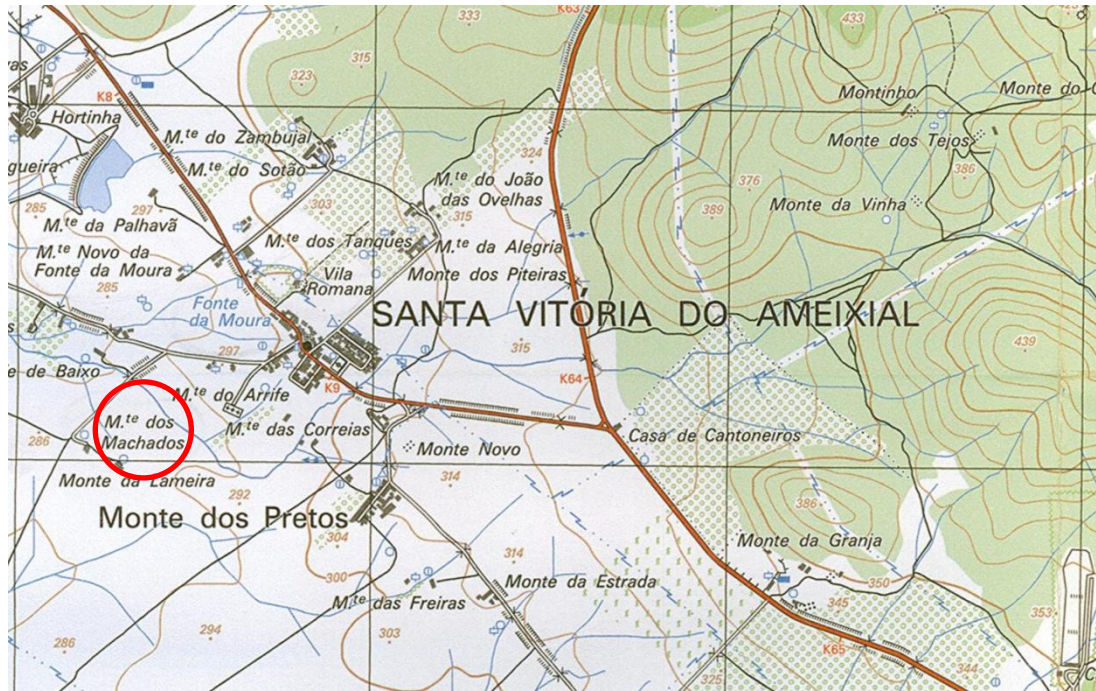 333
433
K63
315
323
K8
Hortinha
Montinho
Monte do
M.te do Zambujal
Monte dos Tejos
324
gueira
M.te do Sotão
M.te do João
das Ovelhas
376
386
285
297
303
315
389
Monte da Vinha
M.te da Palhavã
M.te dos Tanques
M.te da Alegria
M.te Novo da
Fonte da Moura
Vila
Romana
Monte dos Piteiras
285
Fonte
da Moura
SANTA VITÓRIA DO AMEIXIAL
297
315
439
e de Baixo
K9
K64
M.te do Arrife
M.te dos
Machados
M.te das Correias
Casa de Cantoneiros
286
Monte Novo
Monte da Lameira
314
292
Monte dos Pretos
386
304
Monte da Granja
314
300
Monte da Estrada
350
M.te das Freiras
345
353
286
294
303
K65
344
325
C